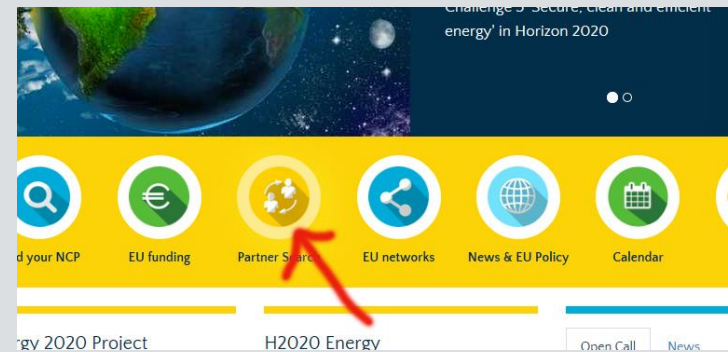 Challenge 3 'Secure, clean and efficient
energy' in Horizon 2020
d your NCP
EU funding
Partner Search
EU networks
News & EU Policy
Calendar
rgy 2020 Project
H2020 Energy
Open Call
News